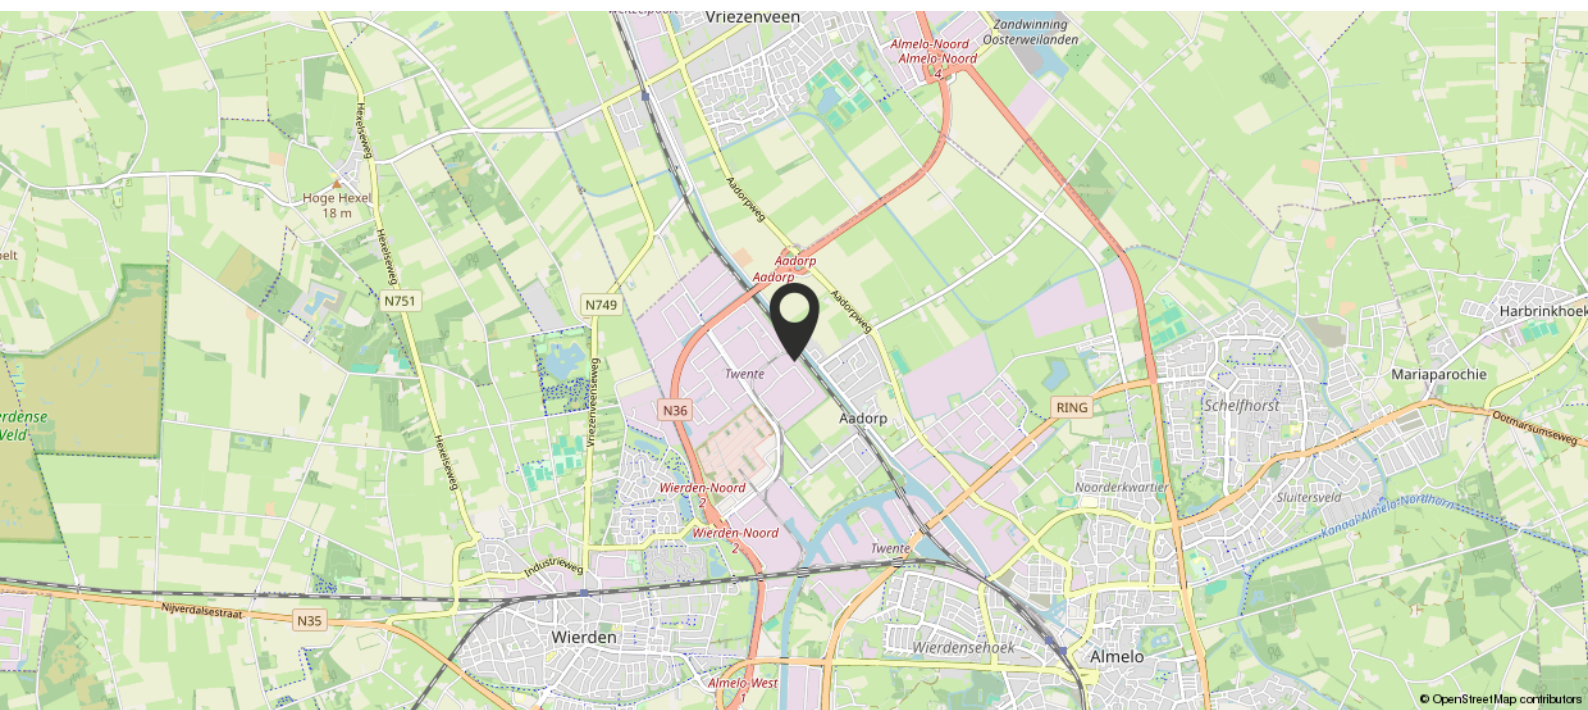 Vriezenveen
Zandwinning
Oosterweilanden
Almelo-Noord
Almelo-Noord
4
Hexelseweg
Hoge Hexel
18 m
Aadorpweg
Hexelseweg
Aadorp
Aadorp
Aadorpweg
N751
N749
Harbrinkhoek
Twente
Mariaparochie
Vriezenveenseweg
N36
RING
Schelfhorst
Veld
Aadorp
Ootmarsumseweg
Hexelseweg
Wierden-Noord
2
Noorderkwartier
Sluitersveld
Kanaal Almelo-Nordhorn
Wierden-Noord
2
Twente
Industrieweg
Nijverdalsestraat
N35
Wierden
Wierdensehoek
Almelo
Almelo-West
1
© OpenStreetMap contributors